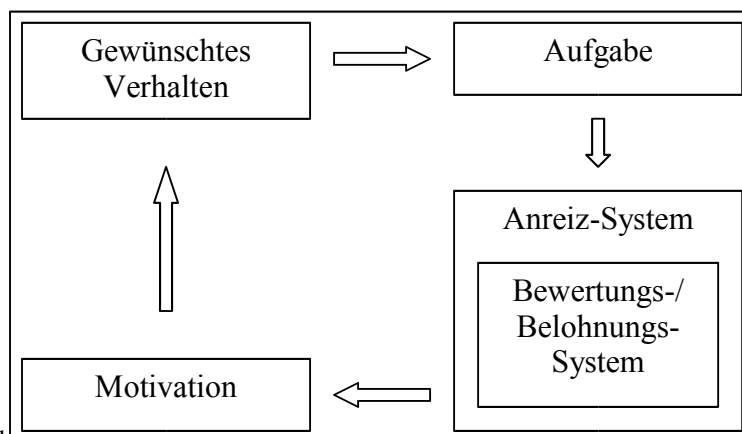 Gewünschtes
Verhalten
Aufgabe
Anreiz-System
Bewertungs-/
Belohnungs-
System
Motivation